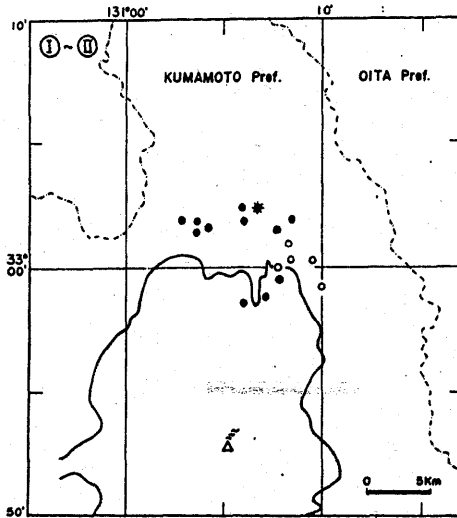 131°00' 10'
10'
Ⅰ ~ Ⅱ
KUMAMOTO Pref. OITA Pref.
33°
00'
0 5Km
50'